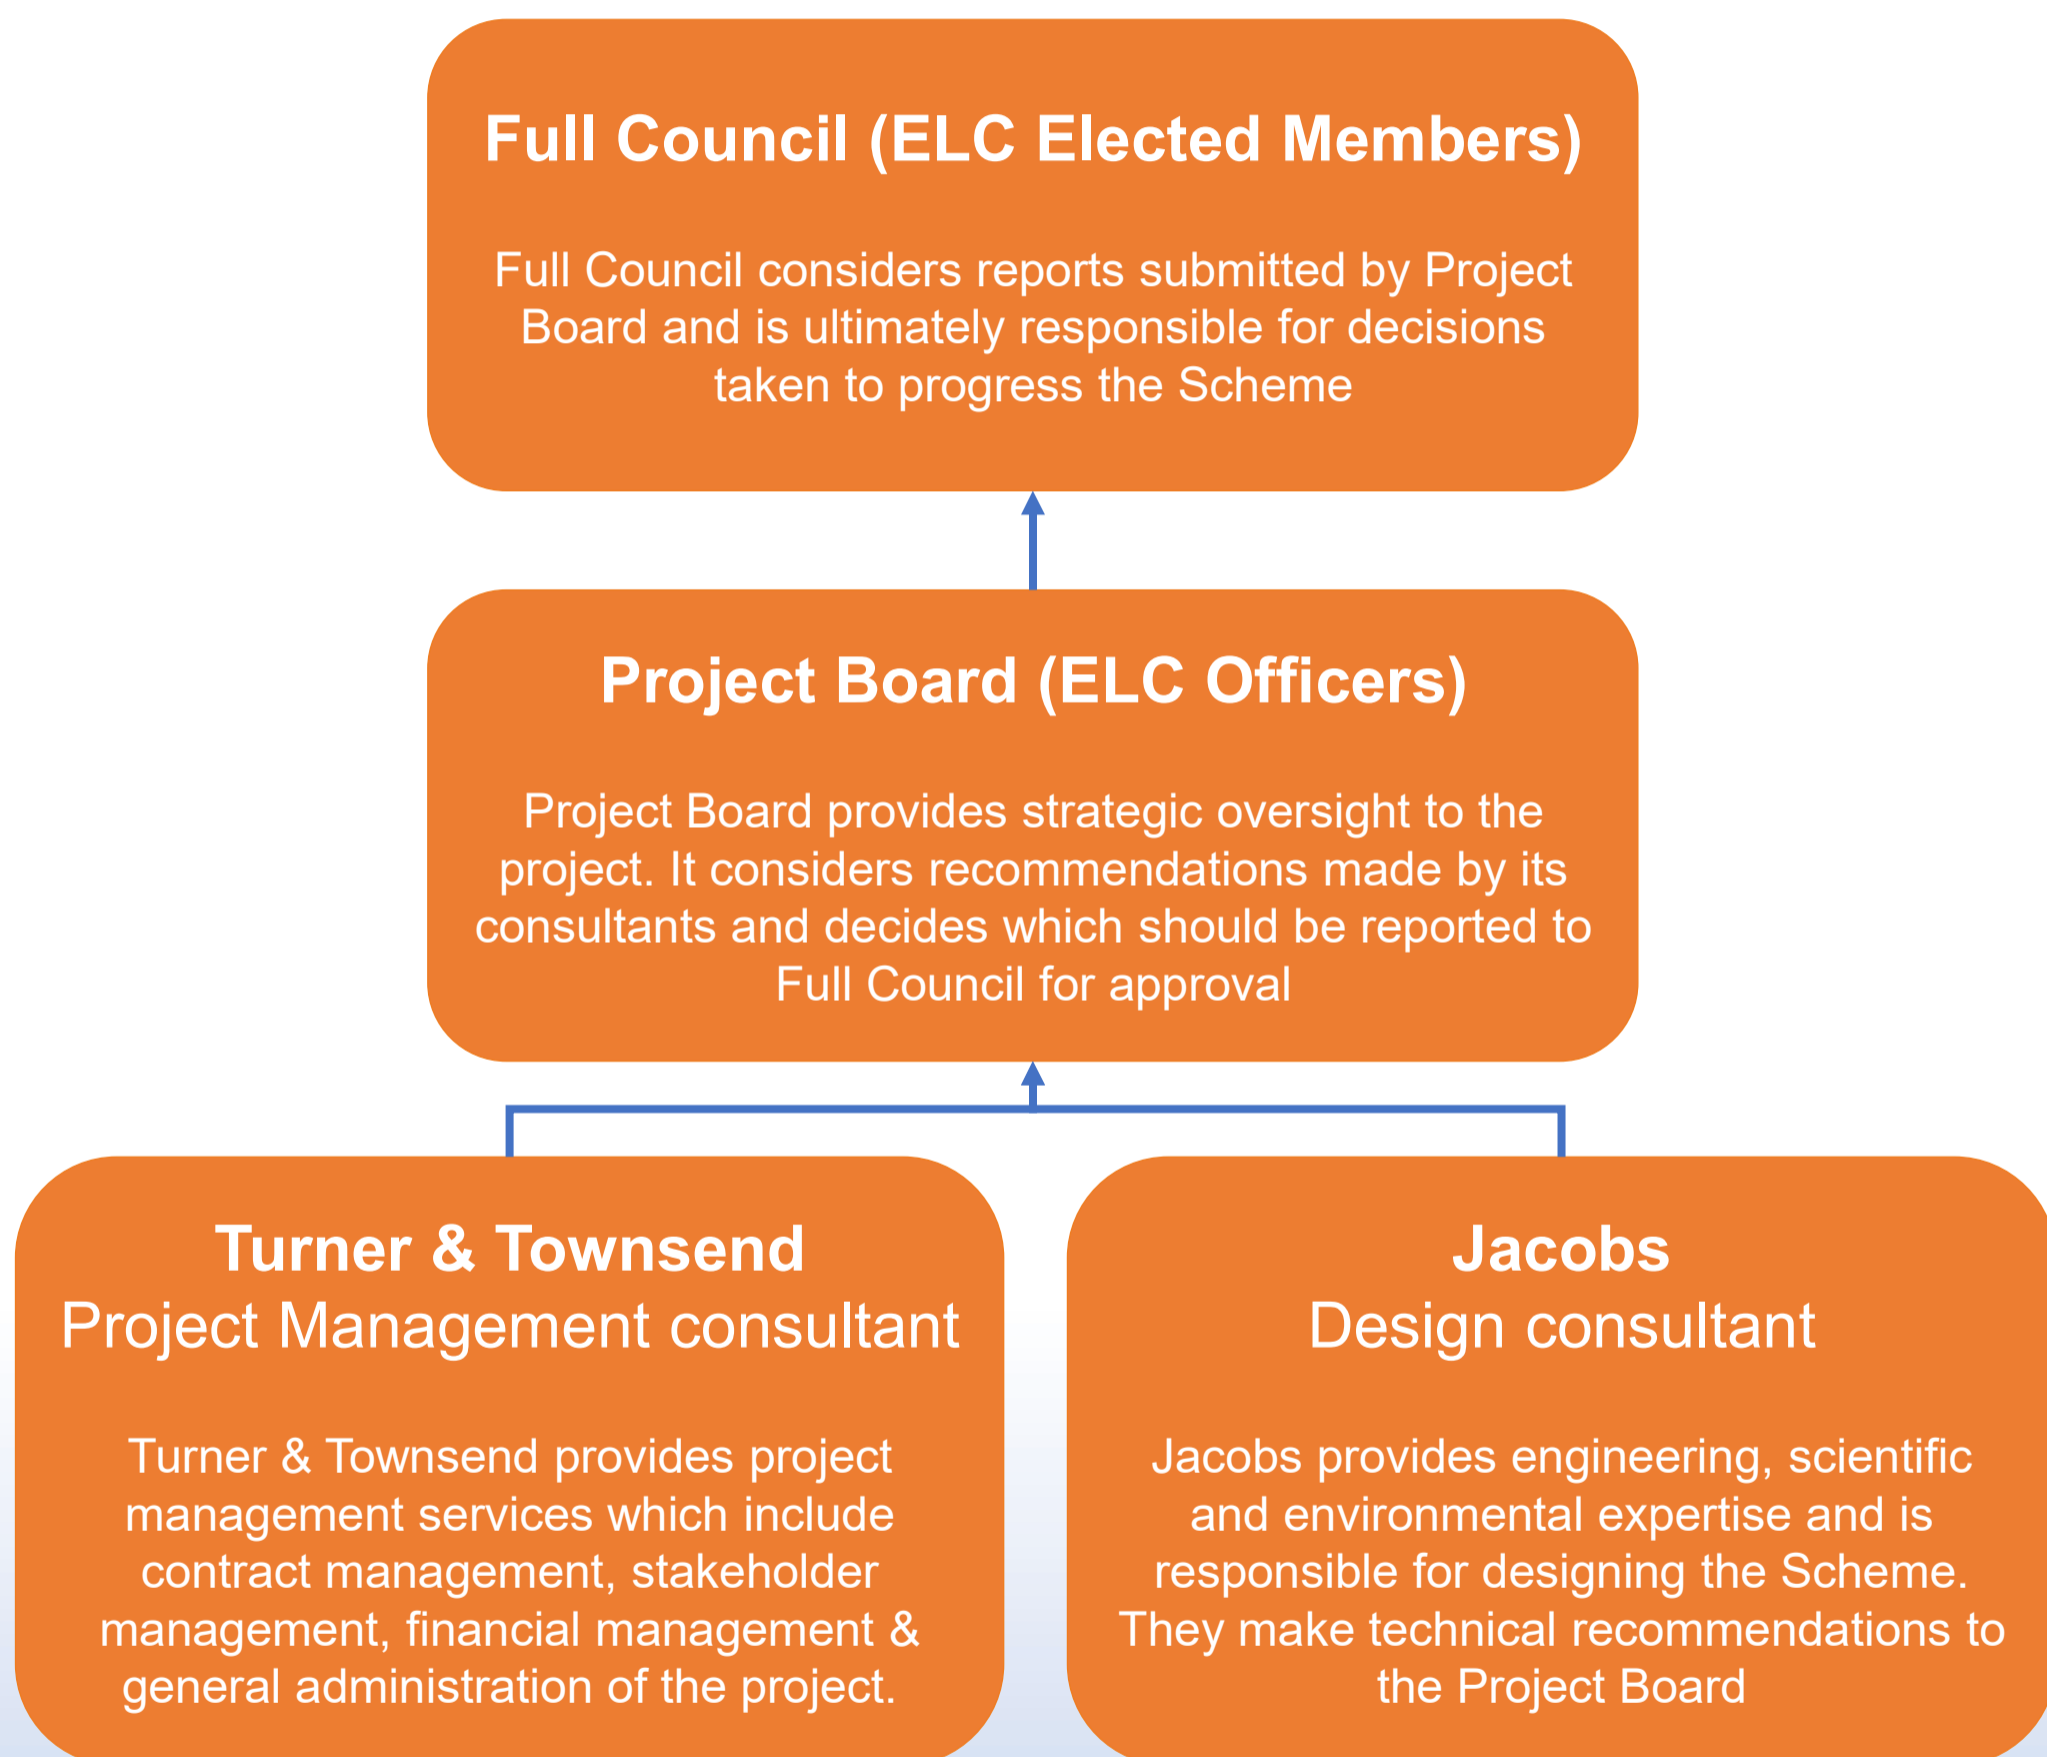 Full Council (ELC Elected Members)
Full Council considers reports submitted by Project
Board and is ultimately responsible for decisions
taken to progress the Scheme
Project Board (ELC Officers)
Project Board provides strategic oversight to the
project. It considers recommendations made by its
consultants and decides which should be reported to
Full Council for approval
Turner & Townsend
Project Management consultant
Turner & Townsend provides project
management services which include
contract management, stakeholder
management, financial management &
general administration of the project.
Jacobs
Design consultant
Jacobs provides engineering, scientific
and environmental expertise and is
responsible for designing the Scheme.
They make technical recommendations to
the Project Board